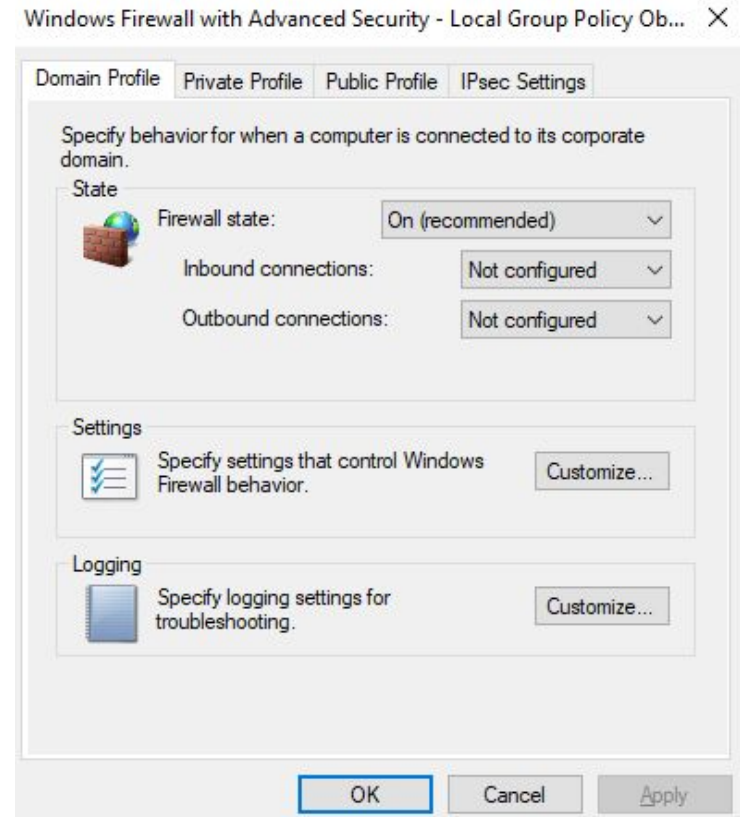 Windows Firewall with Advanced Security - Local Group Policy Ob...
Domain Profile Private Profile Public Profile IPsec Settings
Specify behavior for when a computer is connected to its corporate
domain.
State
Firewall state: On (recommended)
Inbound connections: Not configured
Outbound connections: Not configured
Settings
Specify settings that control Windows
Firewall behavior.
Customize...
Logging
Specify logging settings for
troubleshooting.
Customize...
OK Cancel Apply